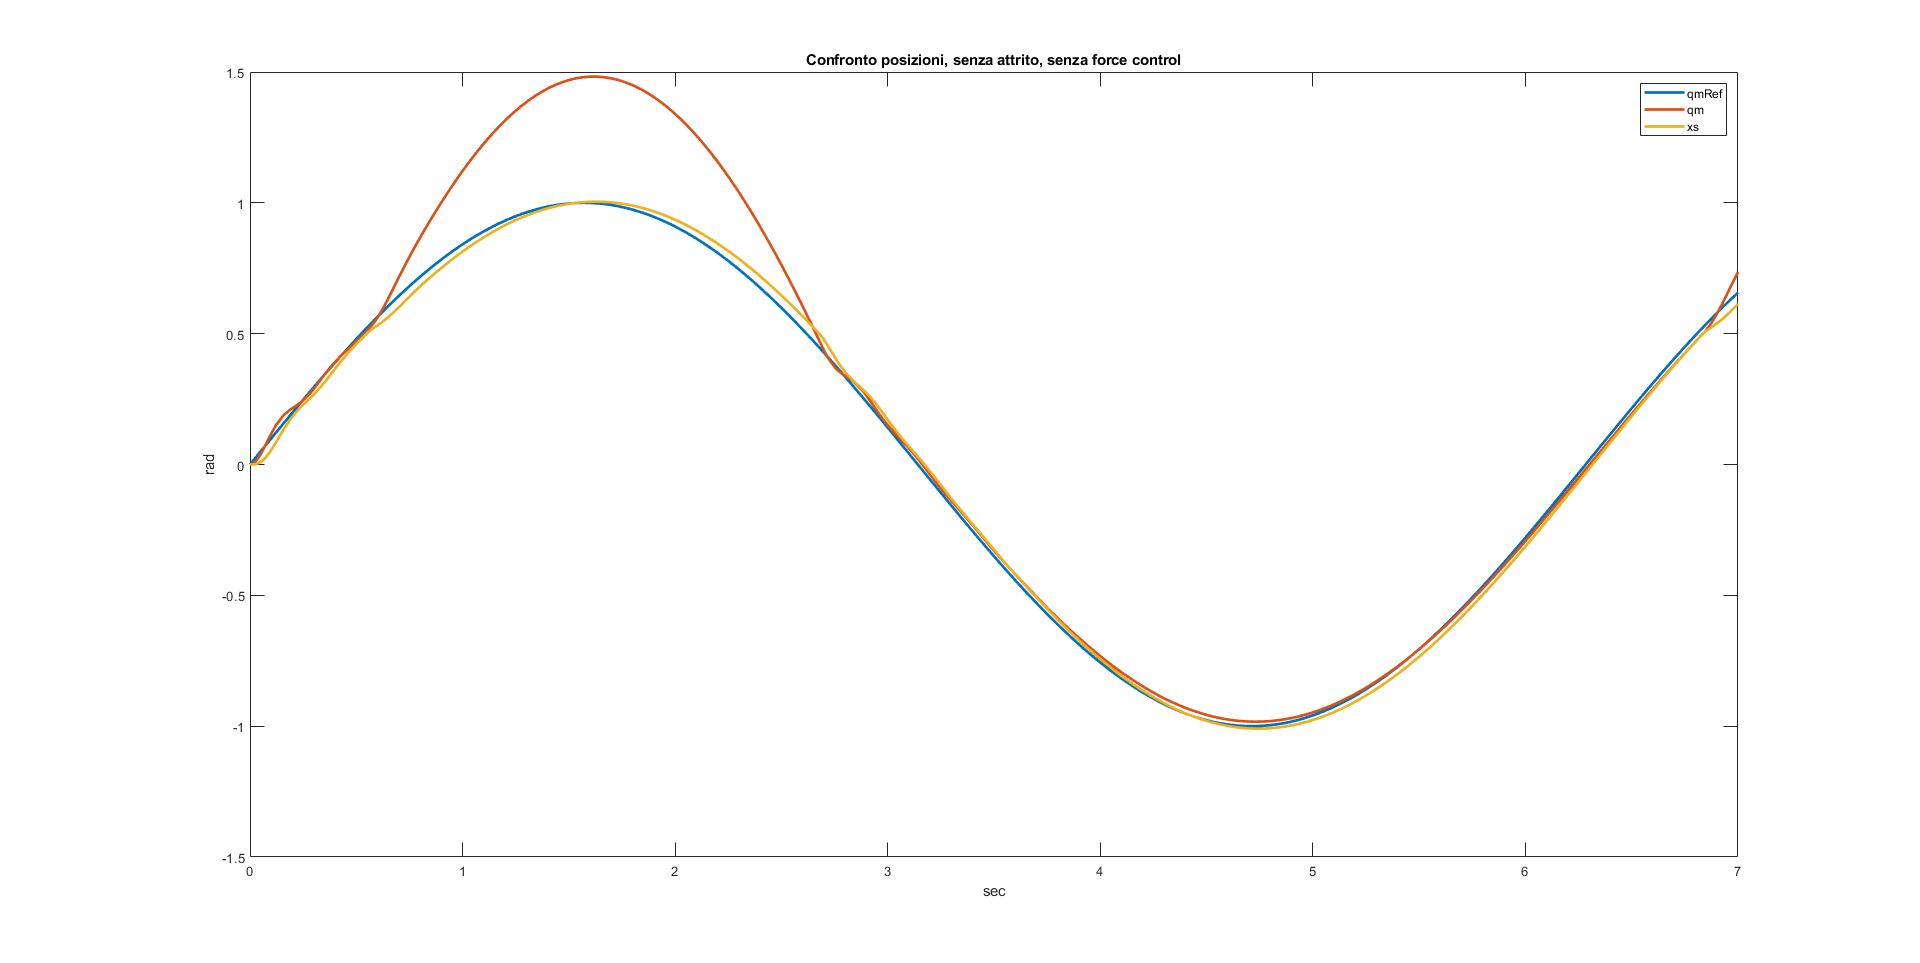 Confronto posizioni, senza attrito, senza force control
qmRef
qm
xs
1.5
1
0.5
0
-0.5
-1
-1.5
rad
0 1 2 3 4 5 6 7
sec